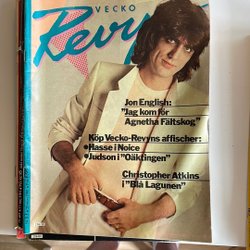 VECKO
Revyn
Jon English:
"Jag kom för
Agnetha Fältskog"
Köp Vecko-Revyns affischer:
•Hasse i Noice
•Judson i "Oäktingen"
Christopher Atkins
i "Blå Lagunen"